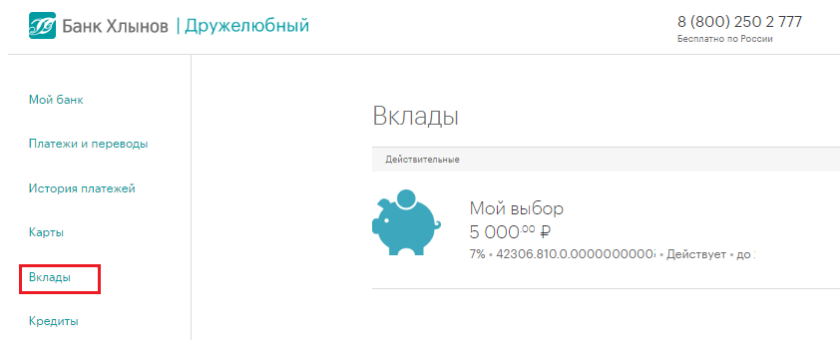 Банк Хлынов | Дружелюбный
8 (800) 250 2 777
Бесплатно по России
Мой банк
Платежи и переводы
История платежей
Карты
Вклады
Кредиты
Вклады
Действительные
Мой выбор
5 000.00 ₽
7% • 42306.810.0.0000000000 • Действует • до